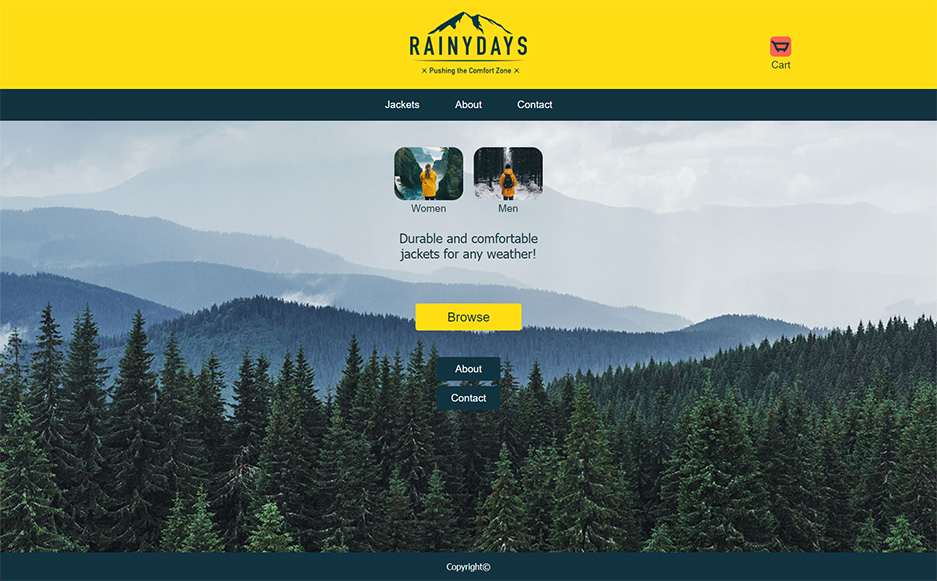 RAINYDAYS
Pushing the Comfort Zone
Cart
Jackets About Contact
Women Men
Durable and comfortable
jackets for any weather!
Browse
About
Contact
Copyright©